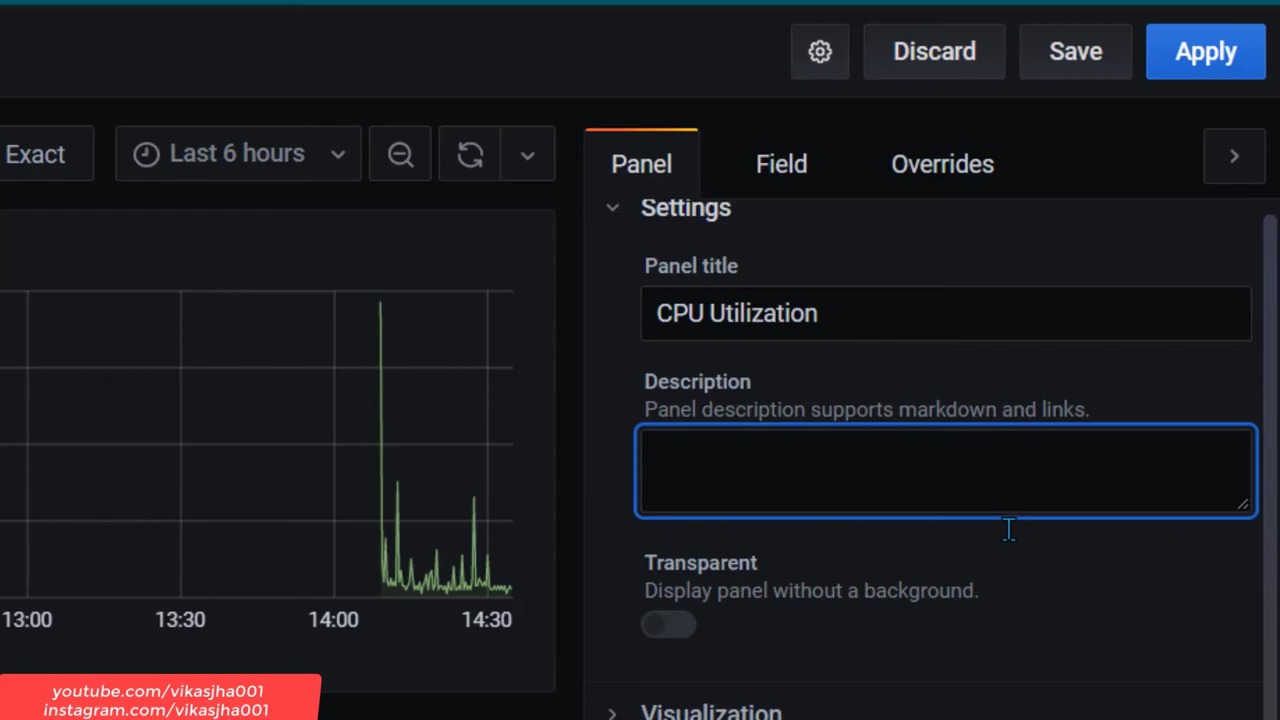 Discard
Save
Apply
Exact
Last 6 hours
Panel
Field
Overrides
Settings
Panel title
CPU Utilization
Description
Panel description supports markdown and links.
Transparent
Display panel without a background.
13:00
13:30
14:00
14:30
Visualization
youtube.com/vikasjha001
instagram.com/vikasjha001